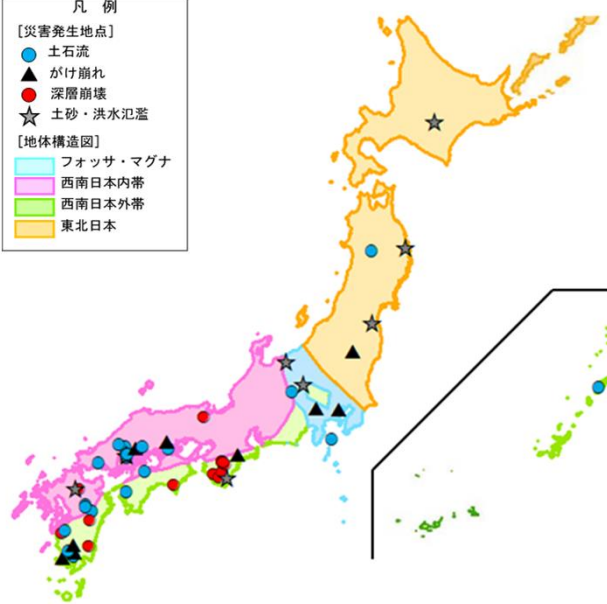 凡 例
[災害発生地点]
土石流
がけ崩れ
深層崩壊
土砂・洪水氾濫
[地体構造図]
フォッサ・マグナ
西南日本内帯
西南日本外帯
東北日本